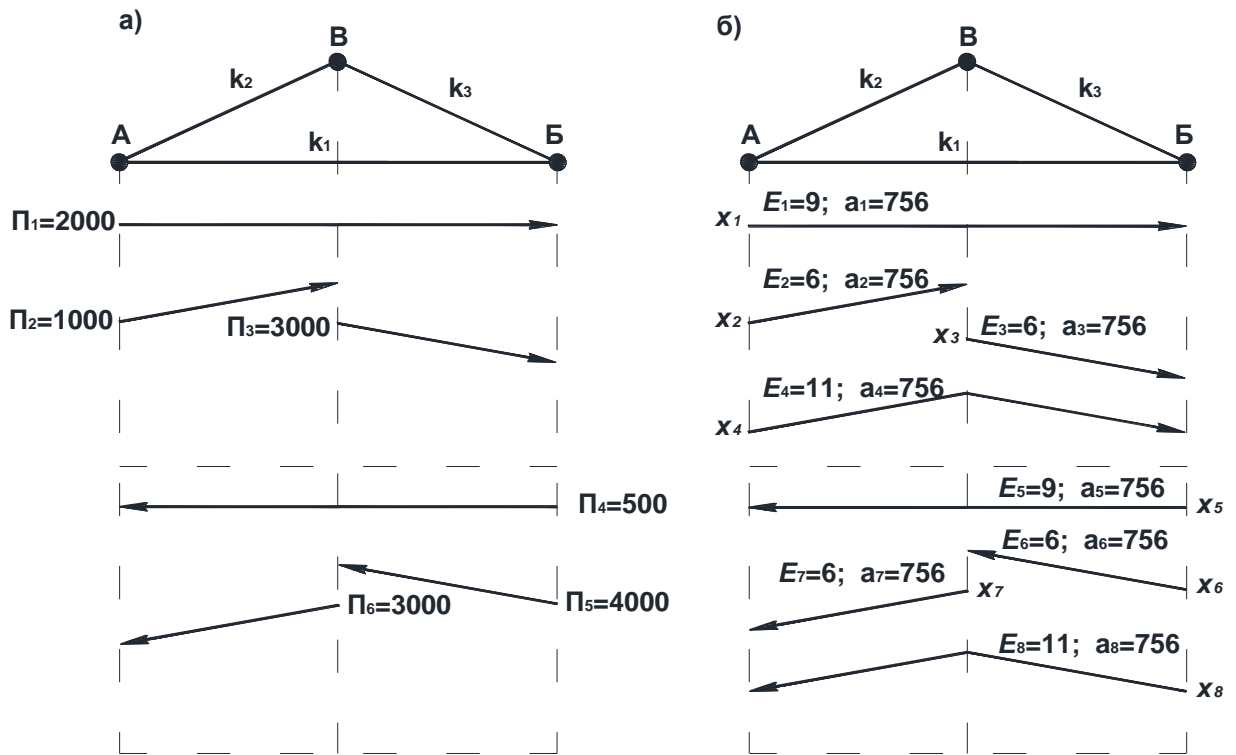 а)
В
k₂
k₃
А
Б
k₁
П₁=2000
П₂=1000
П₃=3000
П₄=500
П₅=4000
П₆=3000
б)
В
k₂
k₃
А
Б
k₁
x₁
E₁=9; a₁=756
E₂=6; a₂=756
x₂
x₃
E₃=6; a₃=756
E₄=11; a₄=756
x₄
E₅=9; a₅=756
x₅
E₆=6; a₆=756
x₆
E₇=6; a₇=756
x₇
E₈=11; a₈=756
x₈